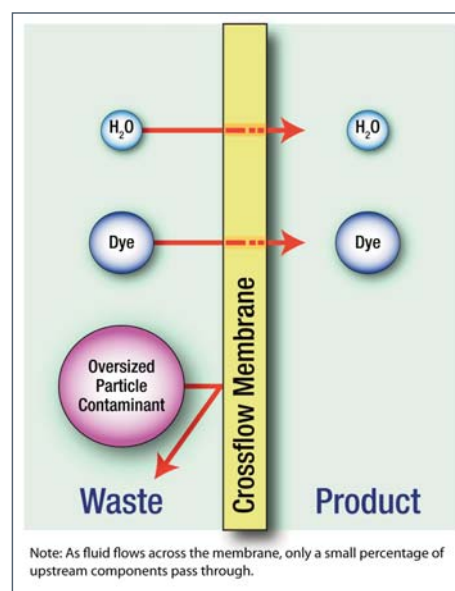 H₂O
H₂O
Dye
Dye
Oversized
Particle
Contaminant
Crossflow Membrane
Waste
Product
Note: As fluid flows across the membrane, only a small percentage of
upstream components pass through.